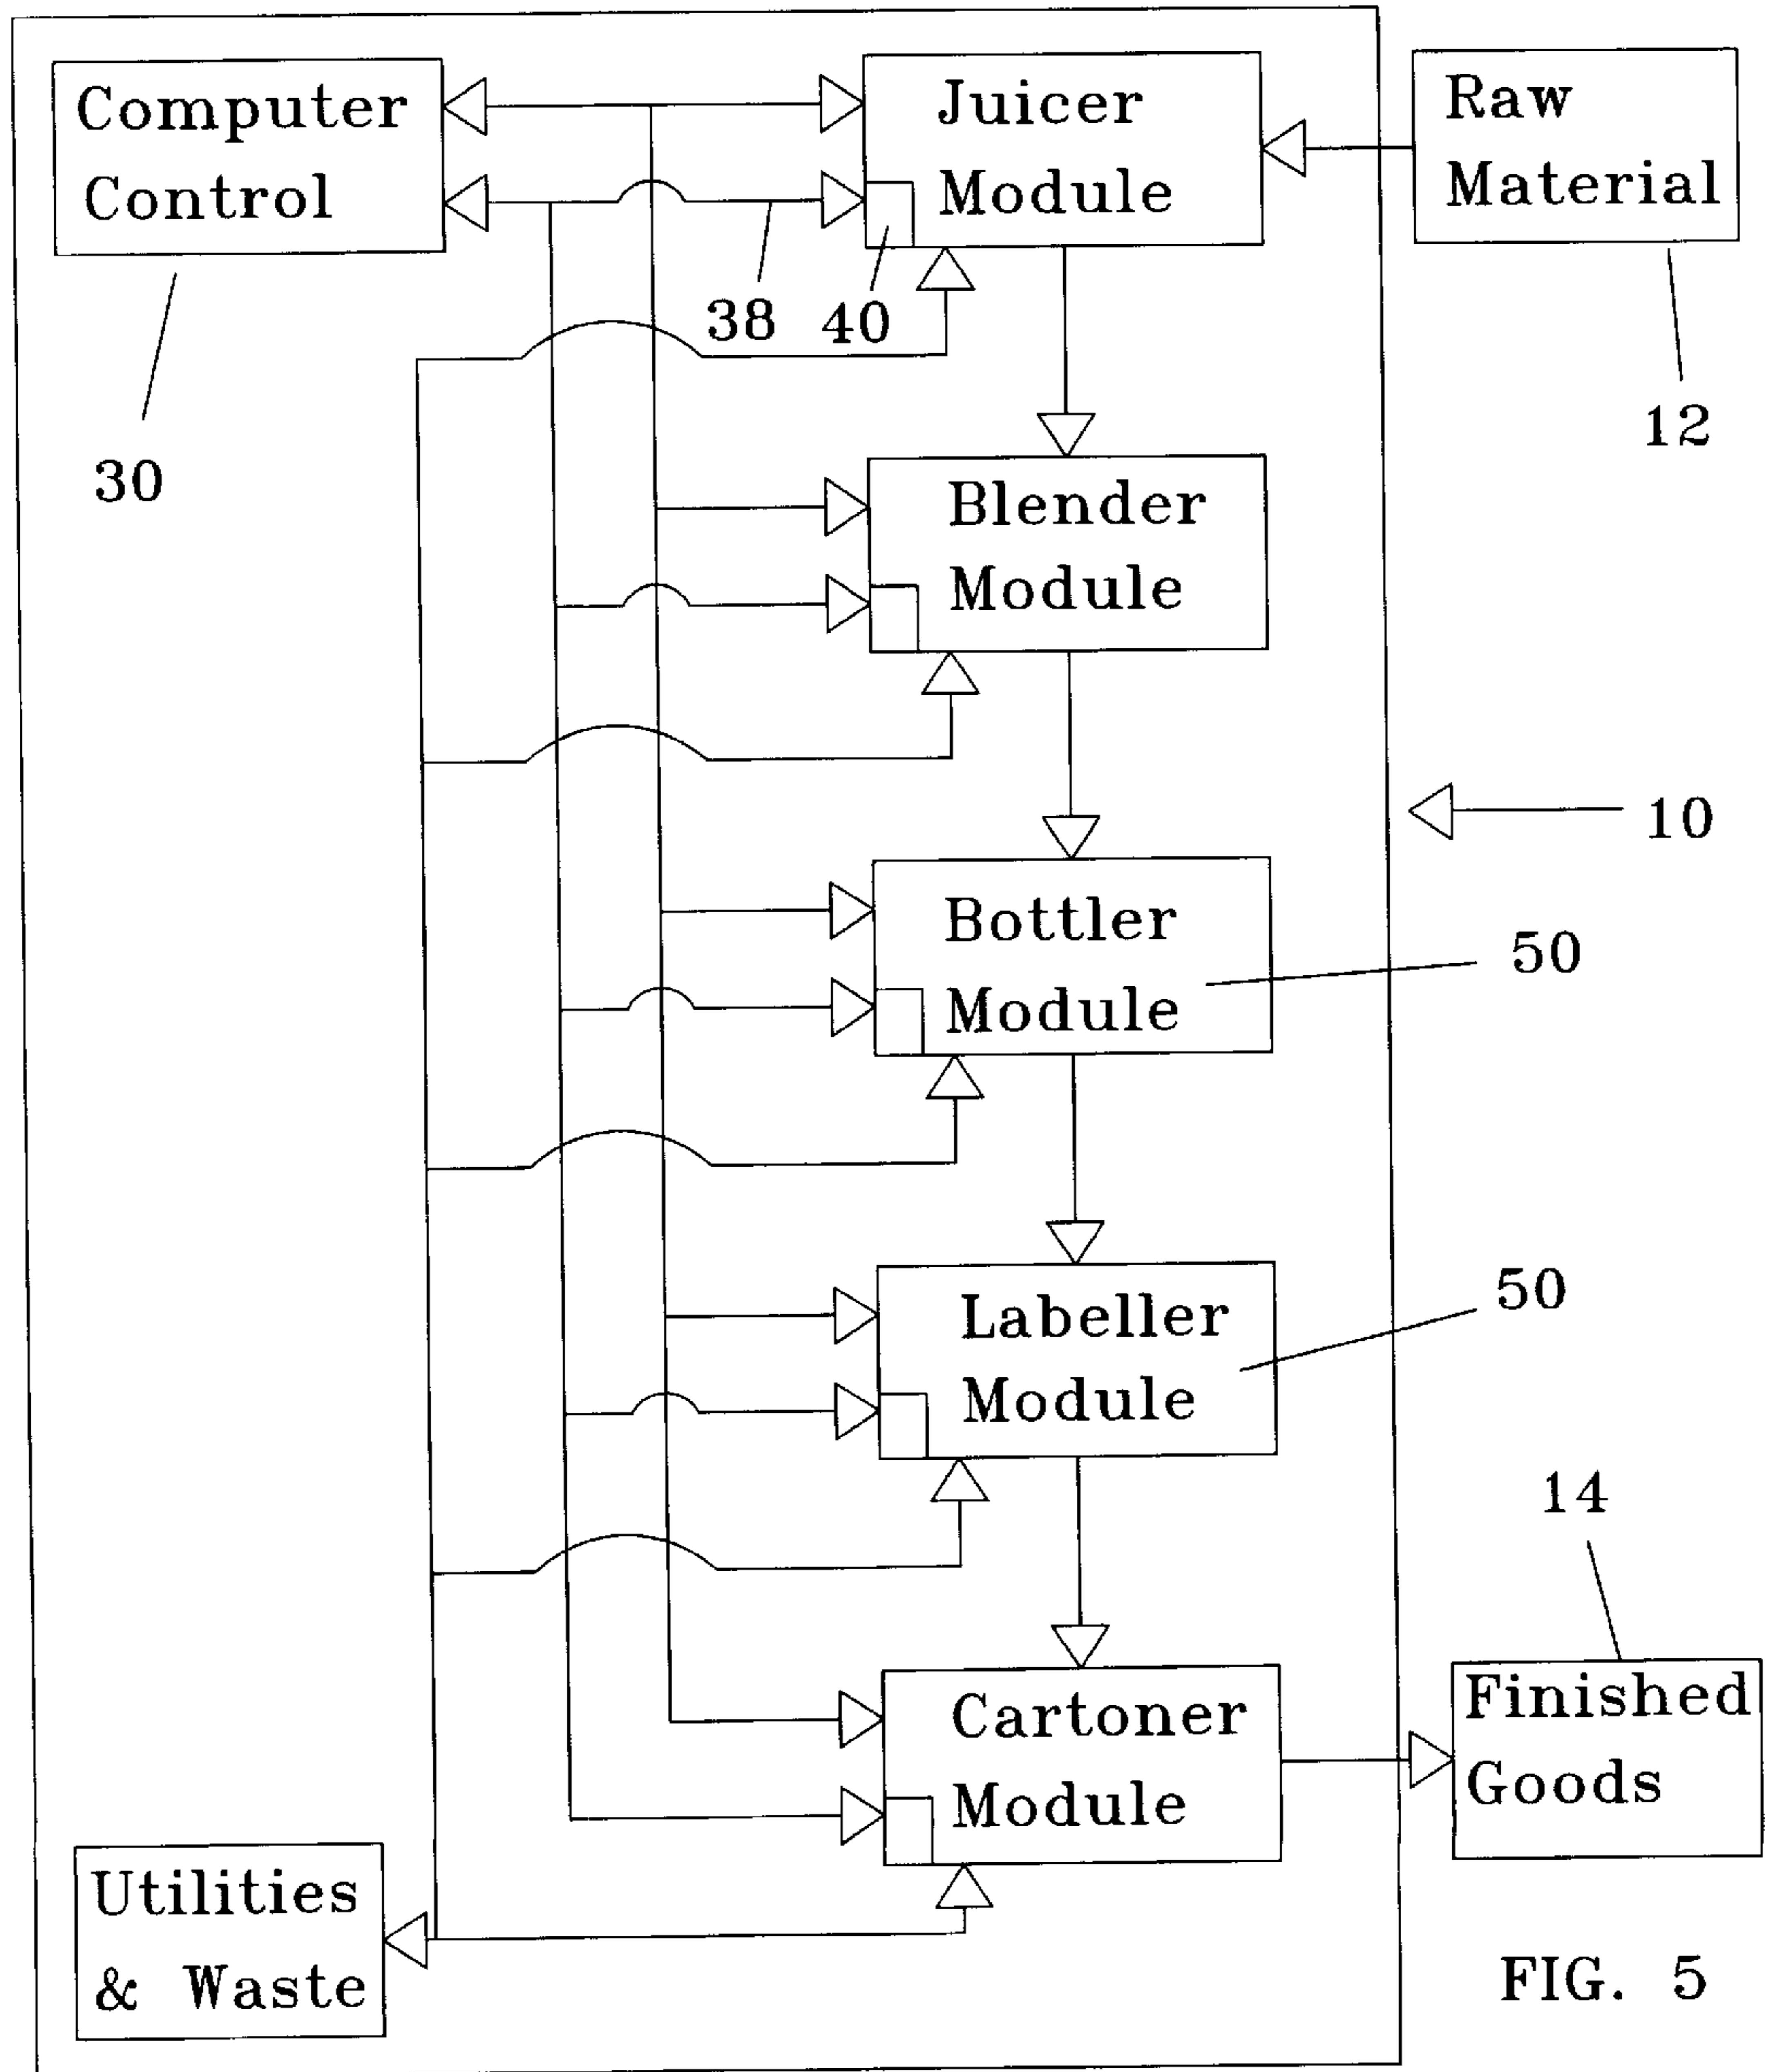 Computer
Control
Juicer
Module
Raw
Material
38
40
30
12
Blender
Module
10
Bottler
Module
50
Labeller
Module
50
14
Cartoner
Module
Finished
Goods
Utilities
& Waste
FIG. 5